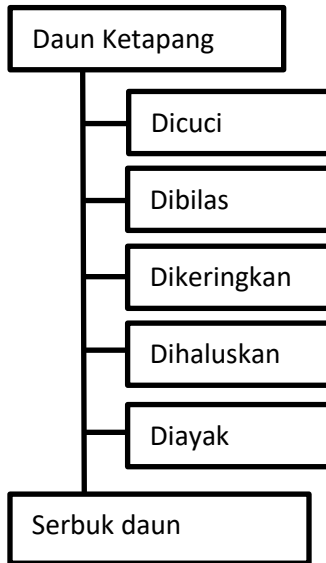 Daun Ketapang
Dicuci
Dibilas
Dikeringkan
Dihaluskan
Diayak
Serbuk daun